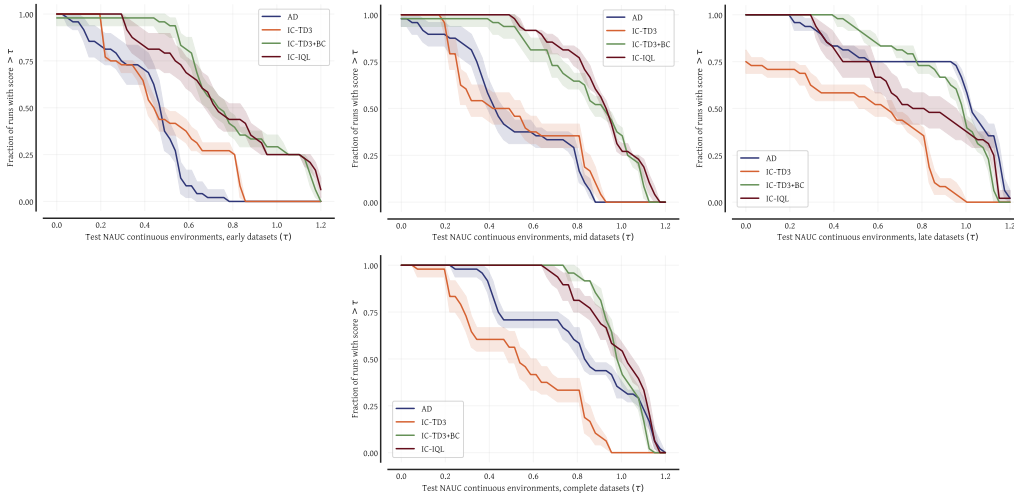 1.00
0.75
0.50
0.25
0.00
Fraction of runs with score > τ
AD
IC-TD3
IC-TD3+BC
IC-IQL
0.0 0.2 0.4 0.6 0.8 1.0 1.2
Test NAUC continuous environments, early datasets (τ)
1.00
0.75
0.50
0.25
0.00
Fraction of runs with score > τ
AD
IC-TD3
IC-TD3+BC
IC-IQL
0.0 0.2 0.4 0.6 0.8 1.0 1.2
Test NAUC continuous environments, mid datasets (τ)
1.00
0.75
0.50
0.25
0.00
Fraction of runs with score > τ
AD
IC-TD3
IC-TD3+BC
IC-IQL
0.0 0.2 0.4 0.6 0.8 1.0 1.2
Test NAUC continuous environments, late datasets (τ)
1.00
0.75
0.50
0.25
0.00
Fraction of runs with score > τ
AD
IC-TD3
IC-TD3+BC
IC-IQL
0.0 0.2 0.4 0.6 0.8 1.0 1.2
Test NAUC continuous environments, complete datasets (τ)